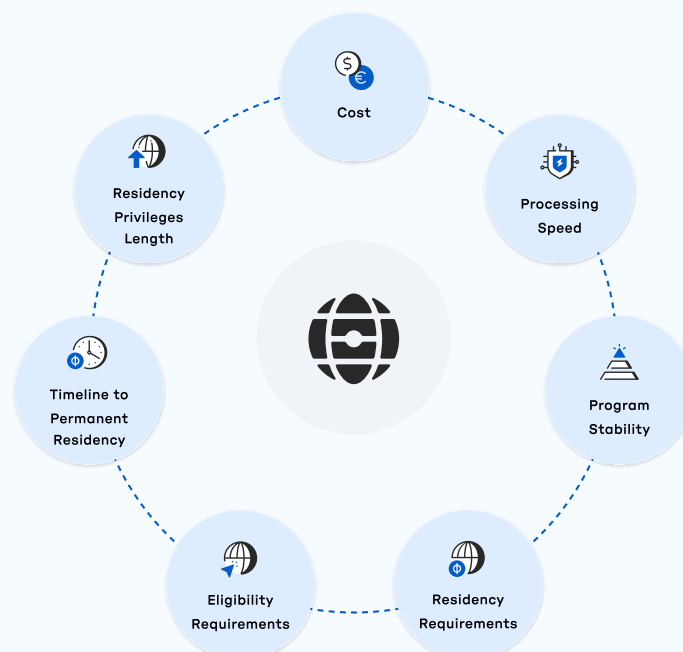 Cost
Processing
Speed
Program
Stability
Residency
Requirements
Eligibility
Requirements
Timeline to
Permanent
Residency
Residency
Privileges
Length